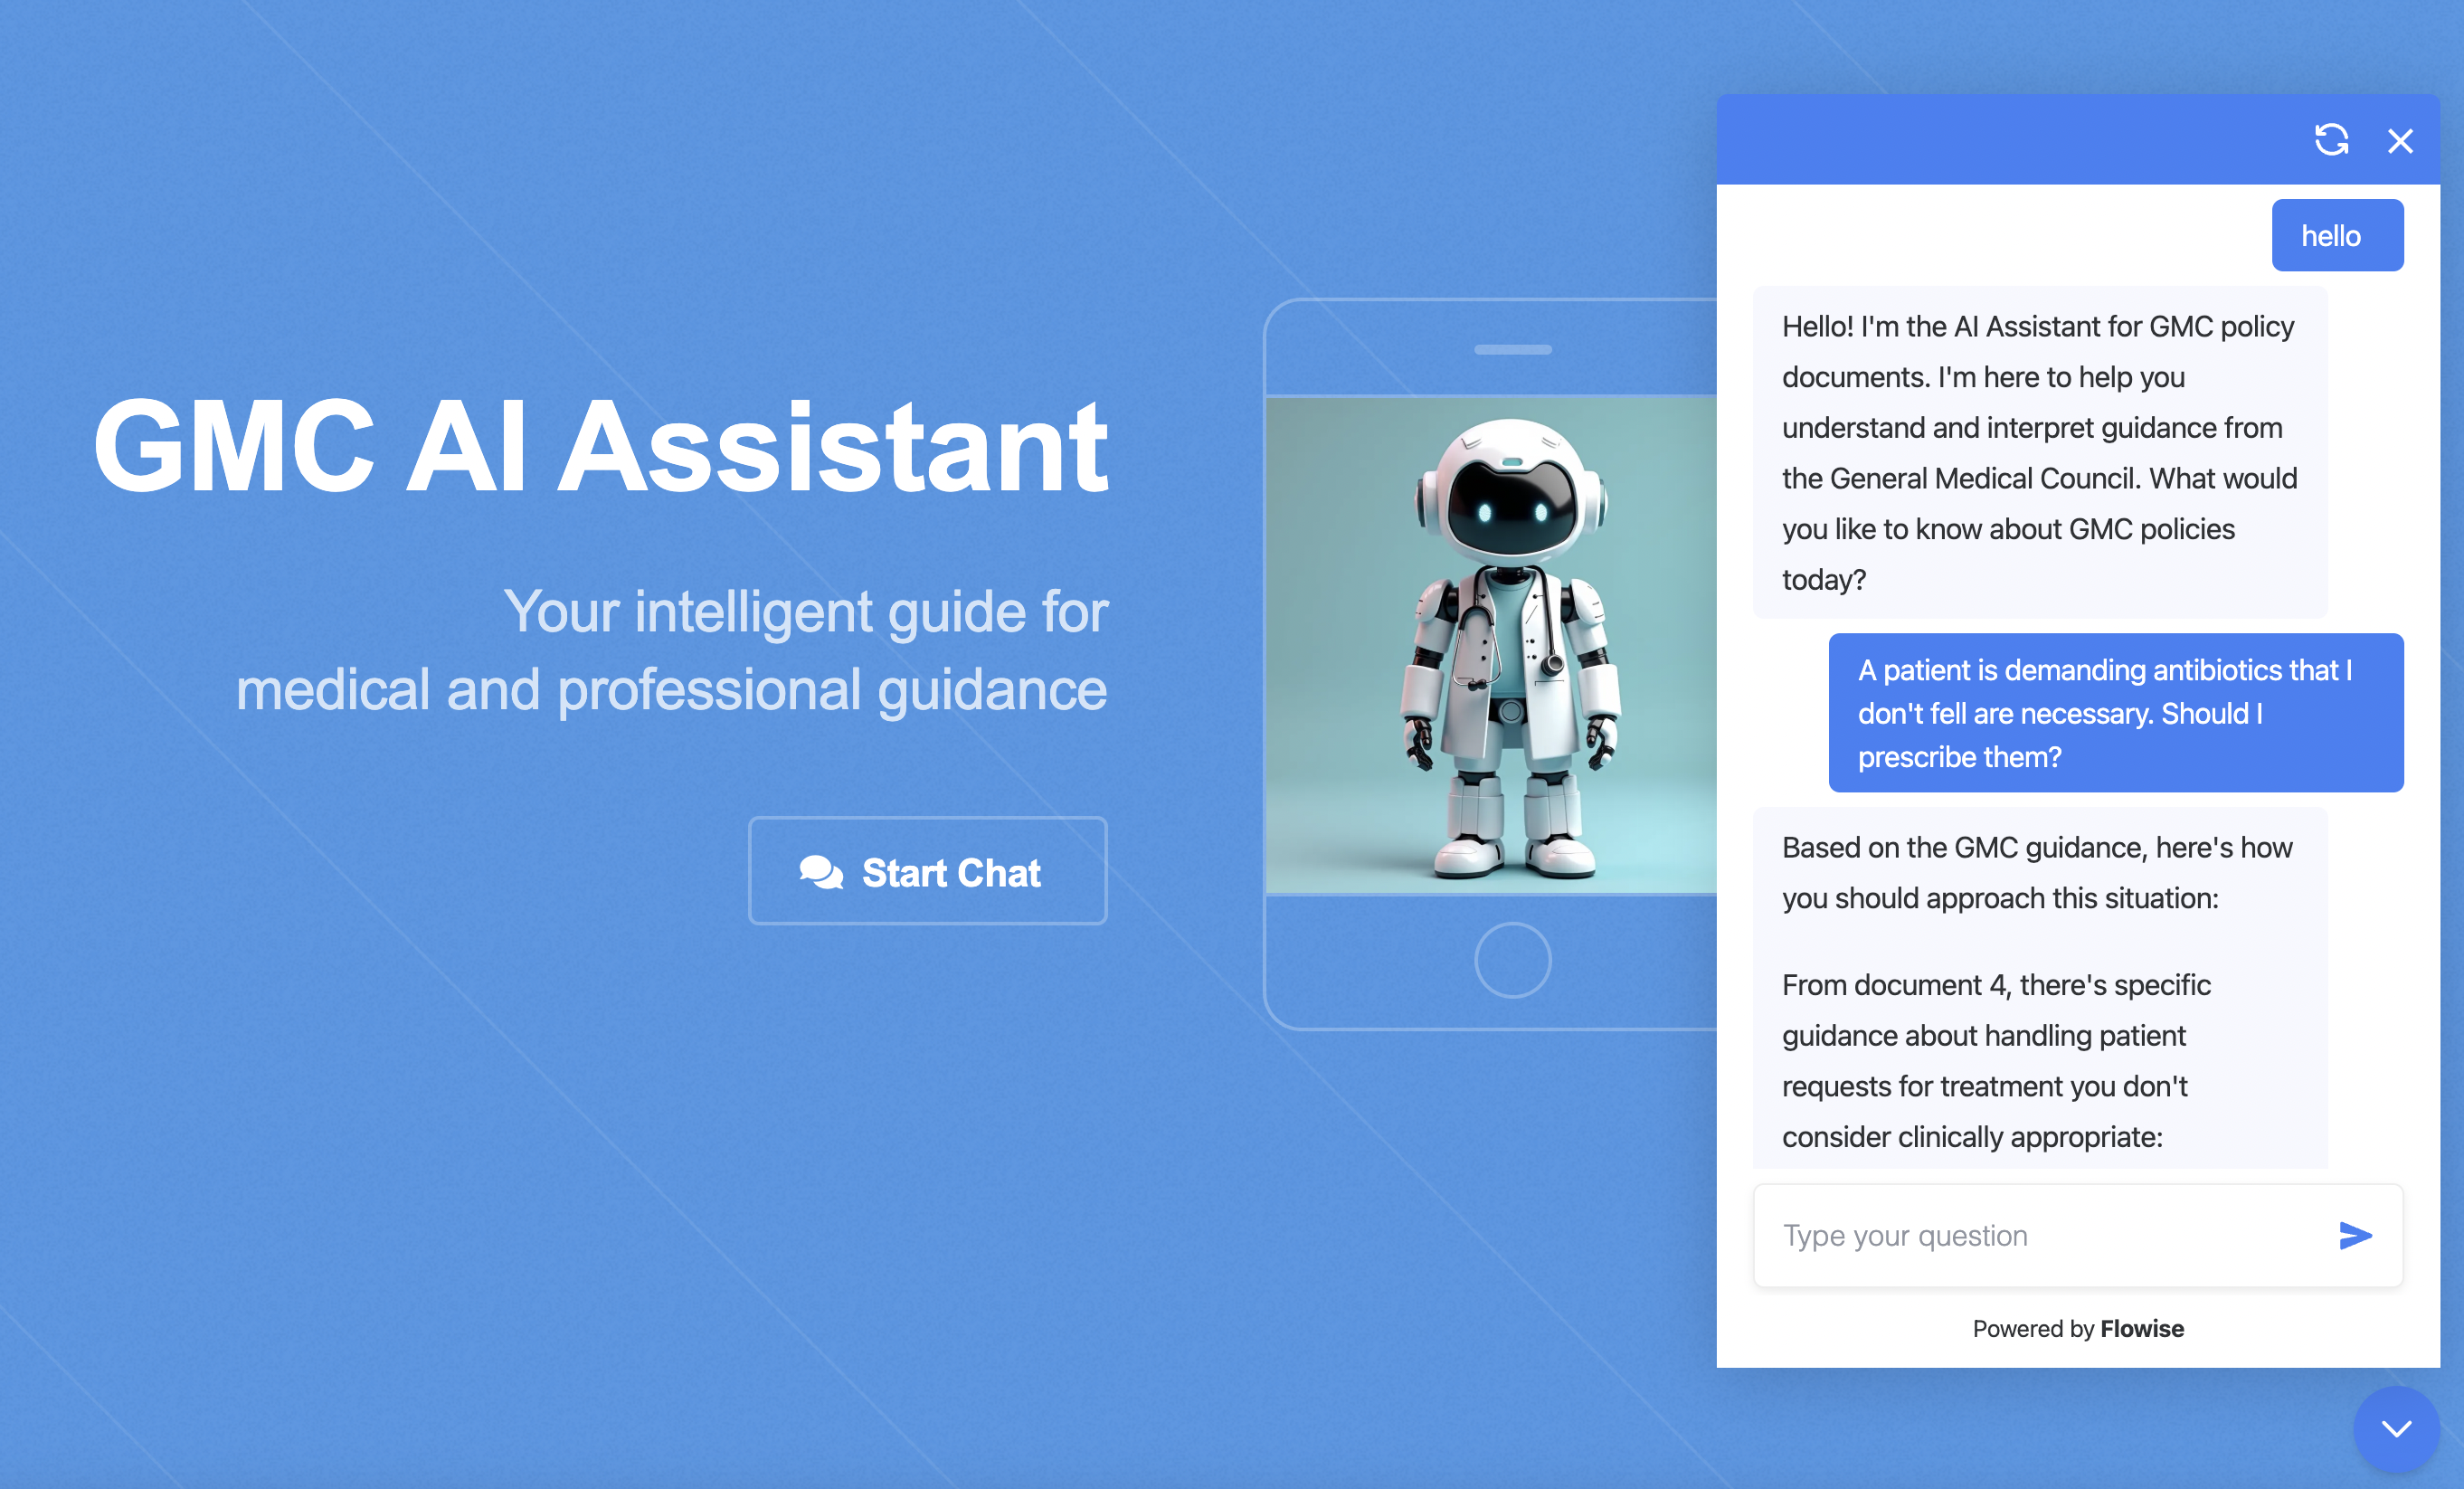 GMC AI Assistant
Your intelligent guide for
medical and professional guidance
Start Chat
hello
Hello! I'm the AI Assistant for GMC policy
documents. I'm here to help you
understand and interpret guidance from
the General Medical Council. What would
you like to know about GMC policies
today?
A patient is demanding antibiotics that I
don't fell are necessary. Should I
prescribe them?
Based on the GMC guidance, here's how
you should approach this situation:
From document 4, there's specific
guidance about handling patient
requests for treatment you don't
consider clinically appropriate:
Type your question
Powered by Flowise